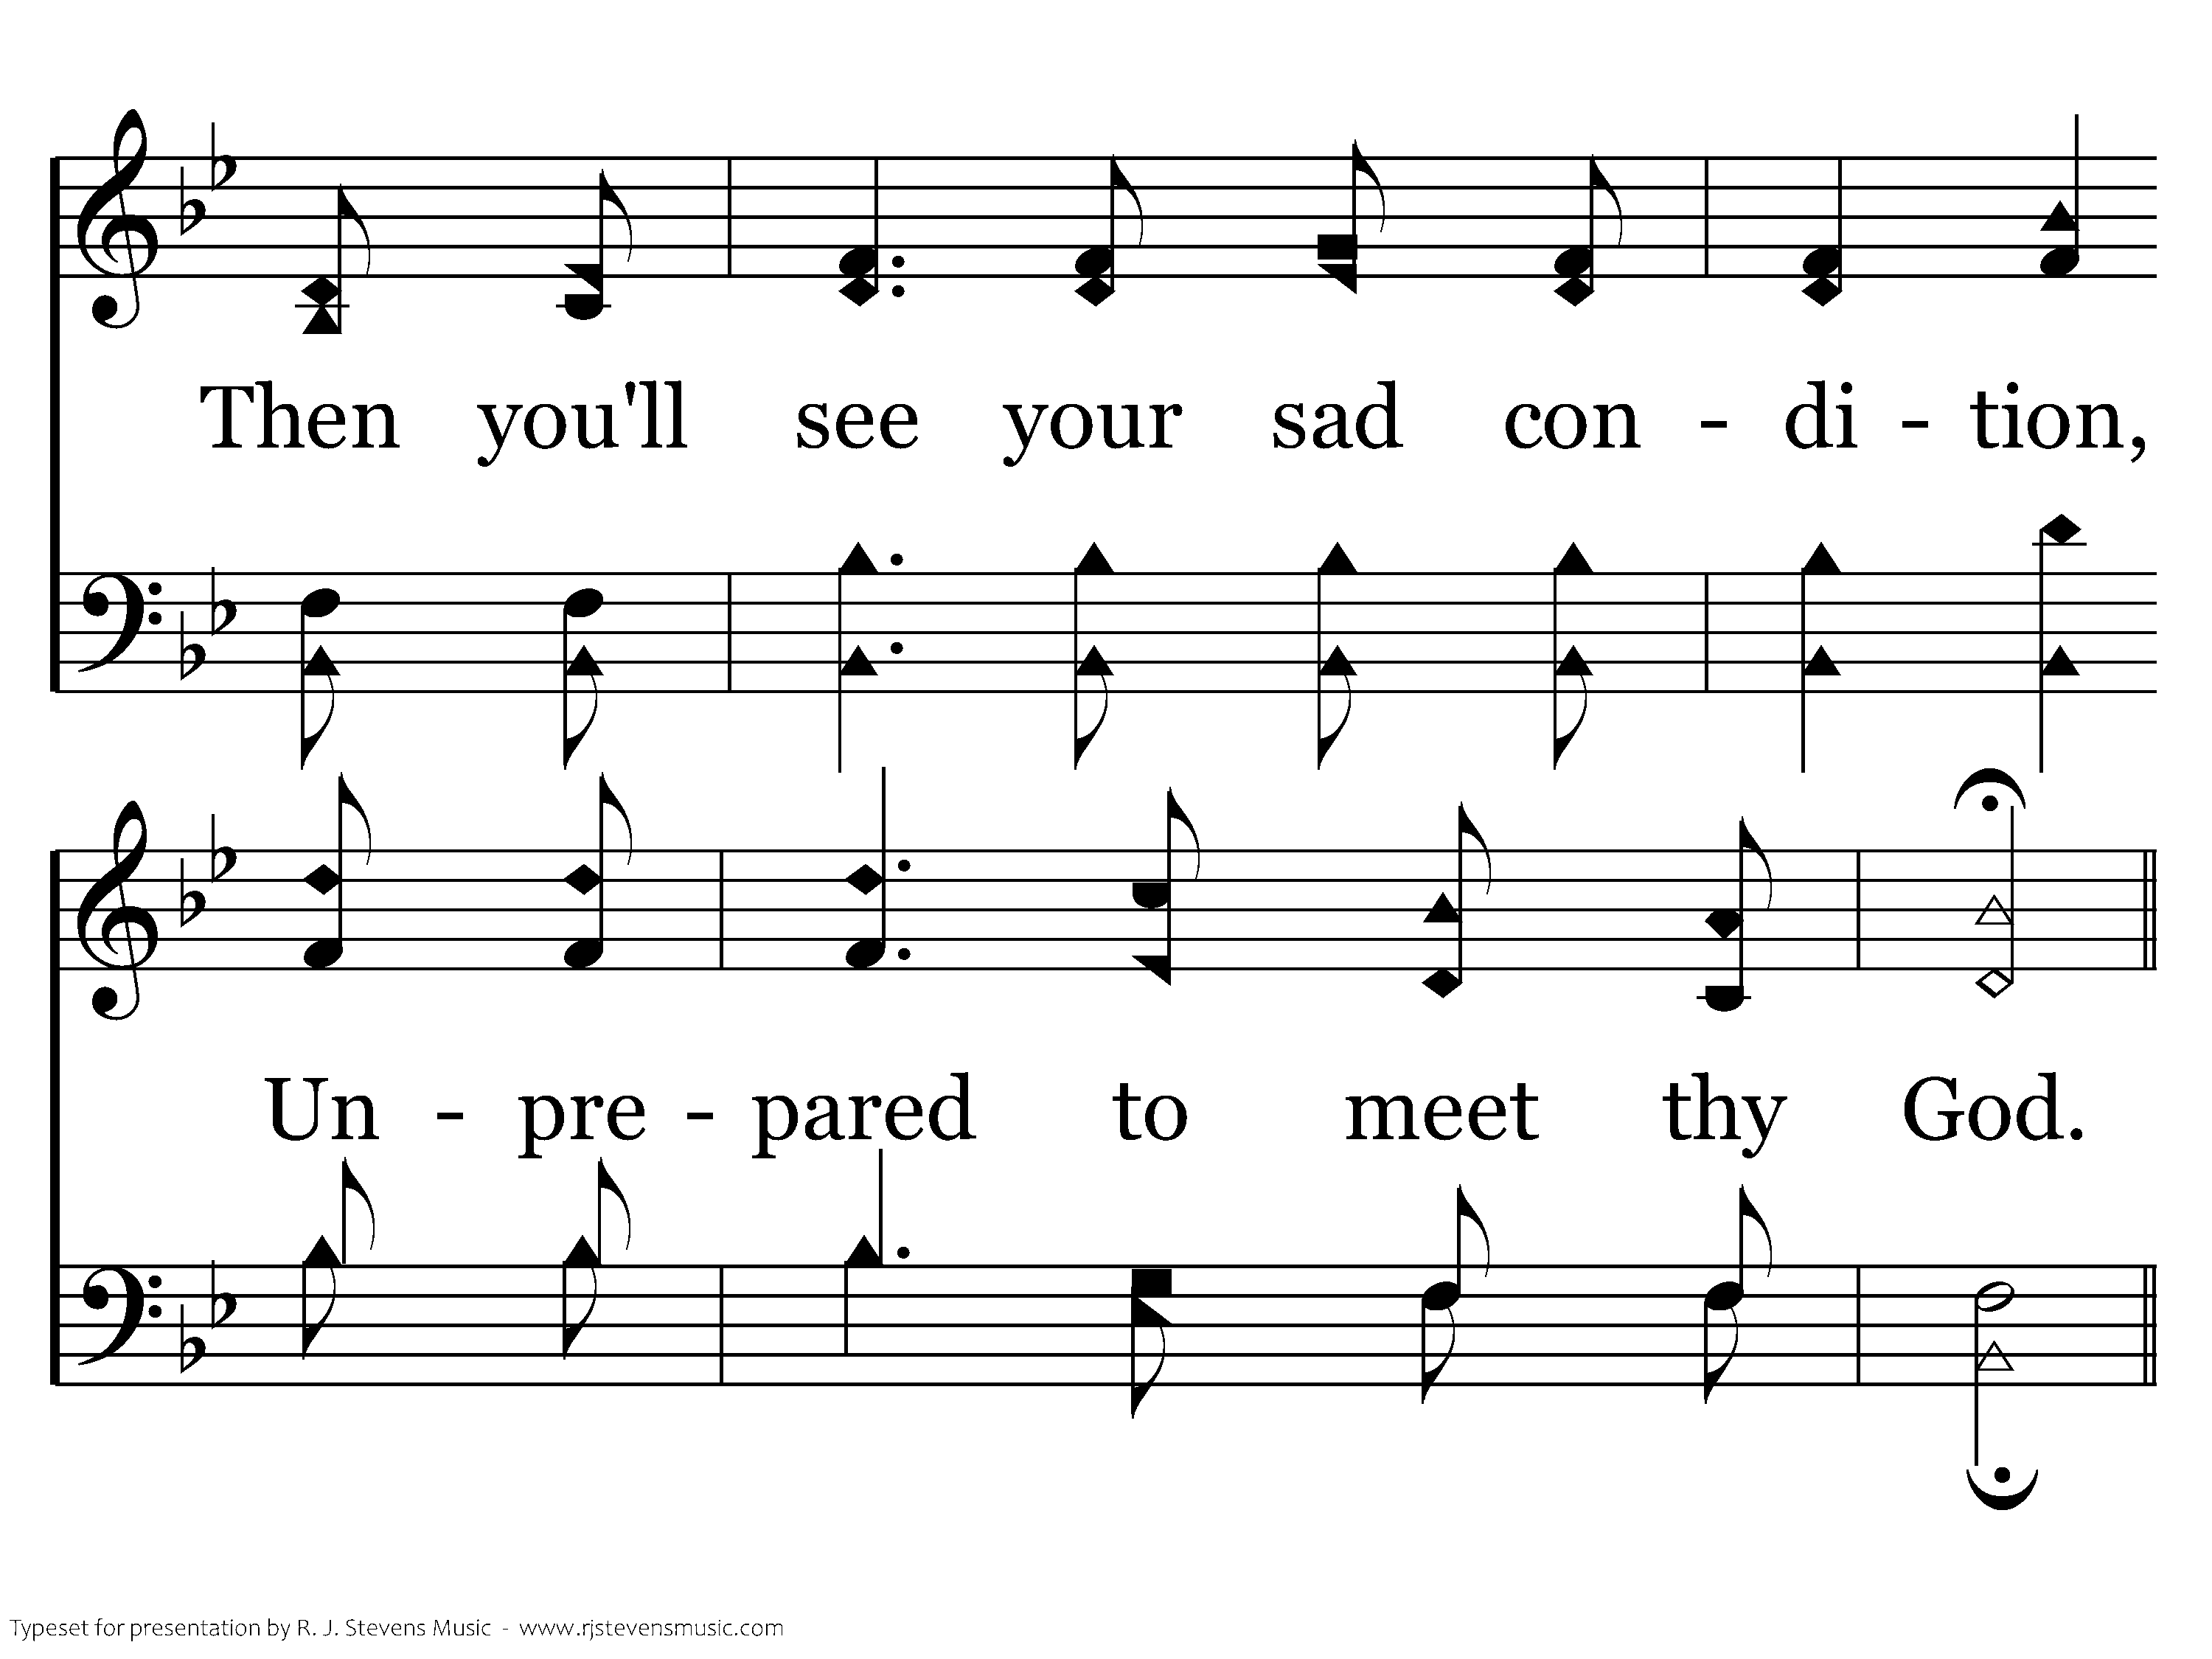 Then you'll see your sad con - di - tion,
Un - pre - pared to meet thy God.
Typeset for presentation by R. J. Stevens Music - www.rjstevensmusic.com